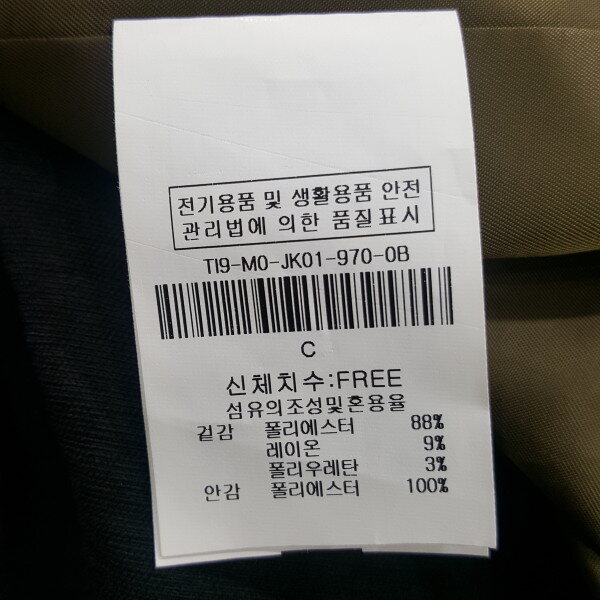 전기용품 및 생활용품 안전
관리법에 의한 품질표시
TI9-M0-JK01-970-0B
C
신체치수:FREE
섬유의조성및혼용율
겉감 폴리에스터 88%
레이온 9%
폴리우레탄 3%
안감 폴리에스터 100%